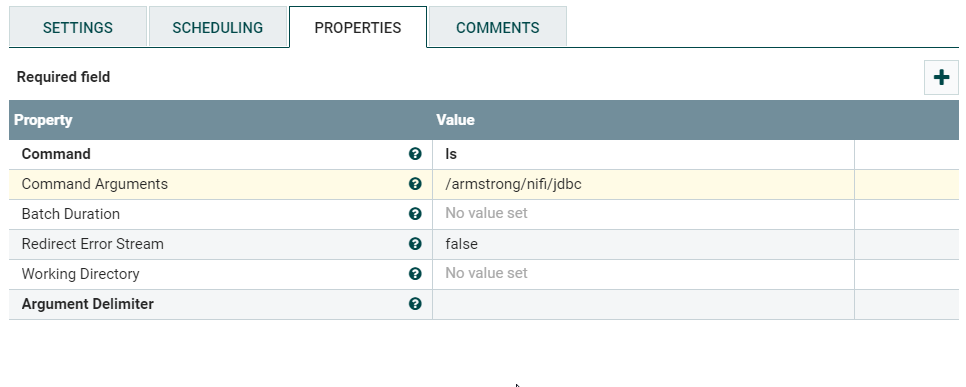 SETTINGS SCHEDULING PROPERTIES COMMENTS
Required field
Property Value
Command ls
Command Arguments /armstrong/nifi/jdbc
Batch Duration No value set
Redirect Error Stream false
Working Directory No value set
Argument Delimiter